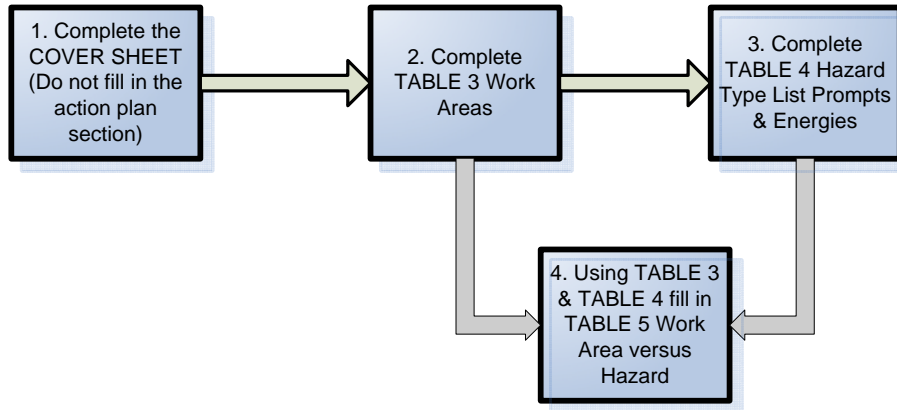 1. Complete the
COVER SHEET
(Do not fill in the
action plan
section)
2. Complete
TABLE 3 Work
Areas
3. Complete
TABLE 4 Hazard
Type List Prompts
& Energies
4. Using TABLE 3
& TABLE 4 fill in
TABLE 5 Work
Area versus
Hazard